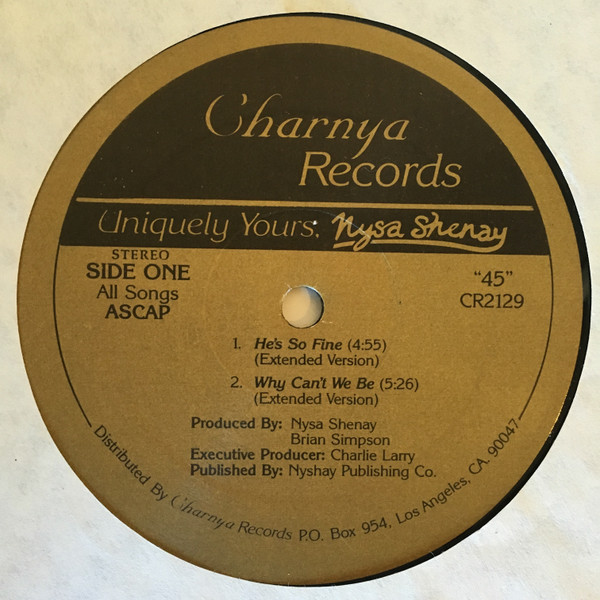 Charnya
Records
Uniquely Yours, Nysa Shenay
STEREO
SIDE ONE
All Songs
ASCAP
"45"
CR2129
1. He's So Fine (4:55)
(Extended Version)
2. Why Can't We Be (5:26)
(Extended Version)
Produced By: Nysa Shenay
Brian Simpson
Executive Producer: Charlie Larry
Published By: Nyshay Publishing Co.
Distributed By Charnya Records P.O. Box 954, Los Angeles, CA. 90047